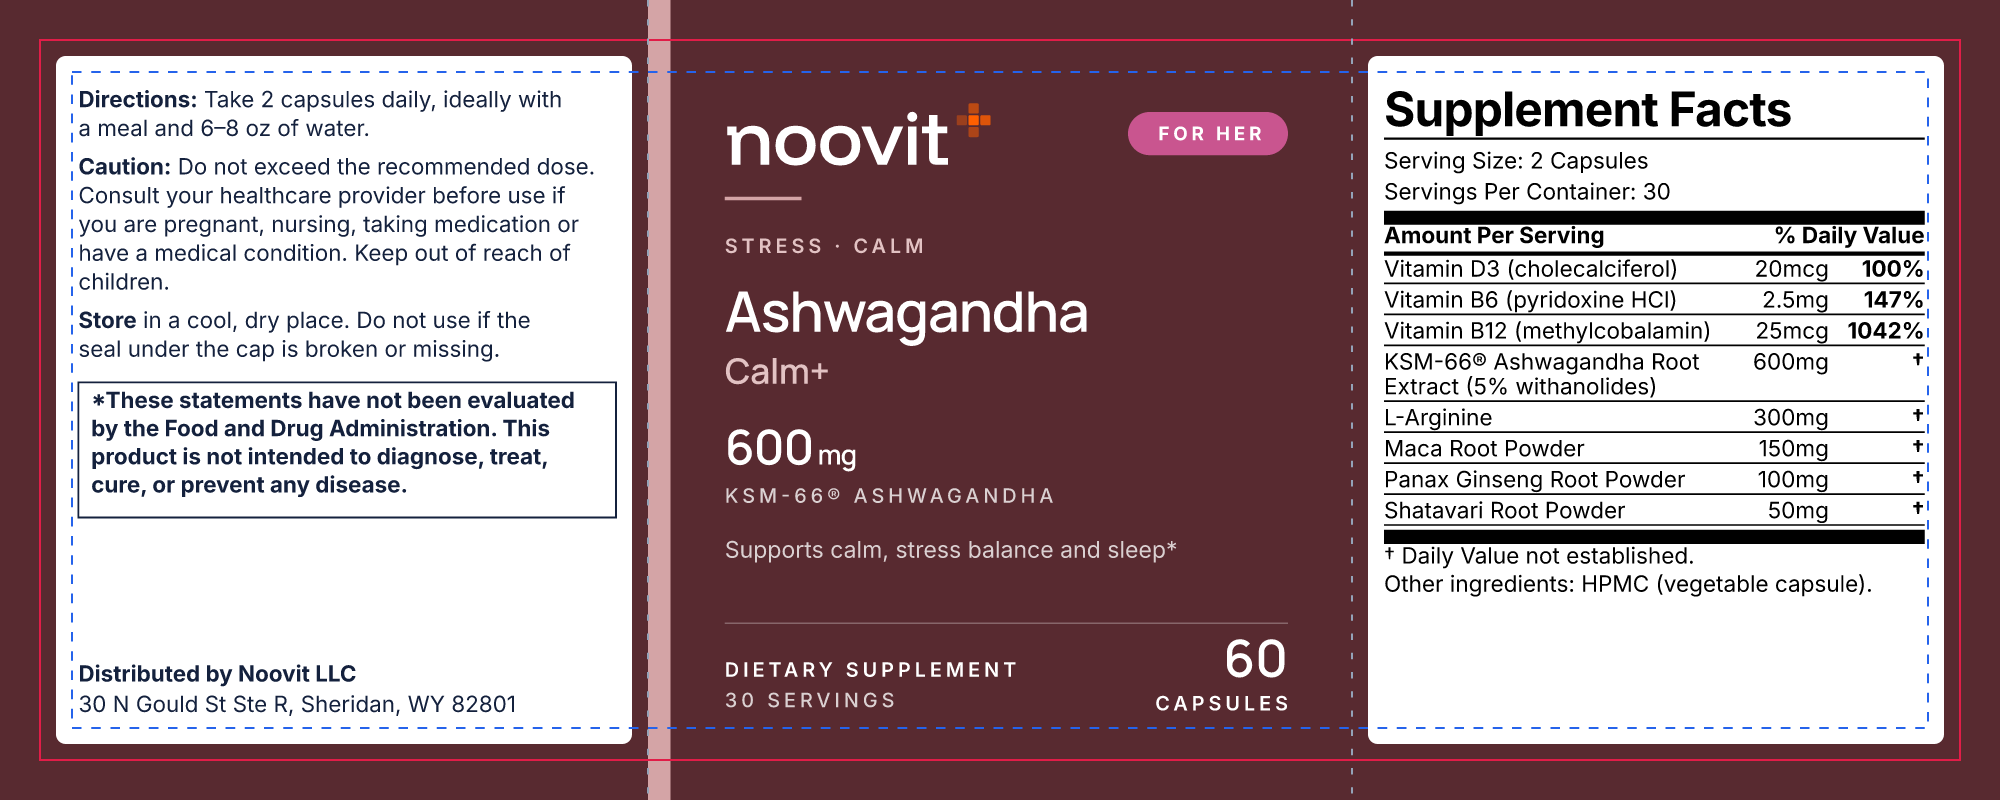 Directions: Take 2 capsules daily, ideally with
a meal and 6–8 oz of water.
Caution: Do not exceed the recommended dose.
Consult your healthcare provider before use if
you are pregnant, nursing, taking medication or
have a medical condition. Keep out of reach of
children.
Store in a cool, dry place. Do not use if the
seal under the cap is broken or missing.
*These statements have not been evaluated
by the Food and Drug Administration. This
product is not intended to diagnose, treat,
cure, or prevent any disease.
Distributed by Noovit LLC
30 N Gould St Ste R, Sheridan, WY 82801
noovit
FOR HER
STRESS · CALM
Ashwagandha
Calm+
600 mg
KSM-66® ASHWAGANDHA
Supports calm, stress balance and sleep*
DIETARY SUPPLEMENT
30 SERVINGS
60
CAPSULES
Supplement Facts
Serving Size: 2 Capsules
Servings Per Container: 30
Amount Per Serving % Daily Value
Vitamin D3 (cholecalciferol) 20mcg 100%
Vitamin B6 (pyridoxine HCl) 2.5mg 147%
Vitamin B12 (methylcobalamin) 25mcg 1042%
KSM-66® Ashwagandha Root 600mg †
Extract (5% withanolides)
L-Arginine 300mg †
Maca Root Powder 150mg †
Panax Ginseng Root Powder 100mg †
Shatavari Root Powder 50mg †
† Daily Value not established.
Other ingredients: HPMC (vegetable capsule).